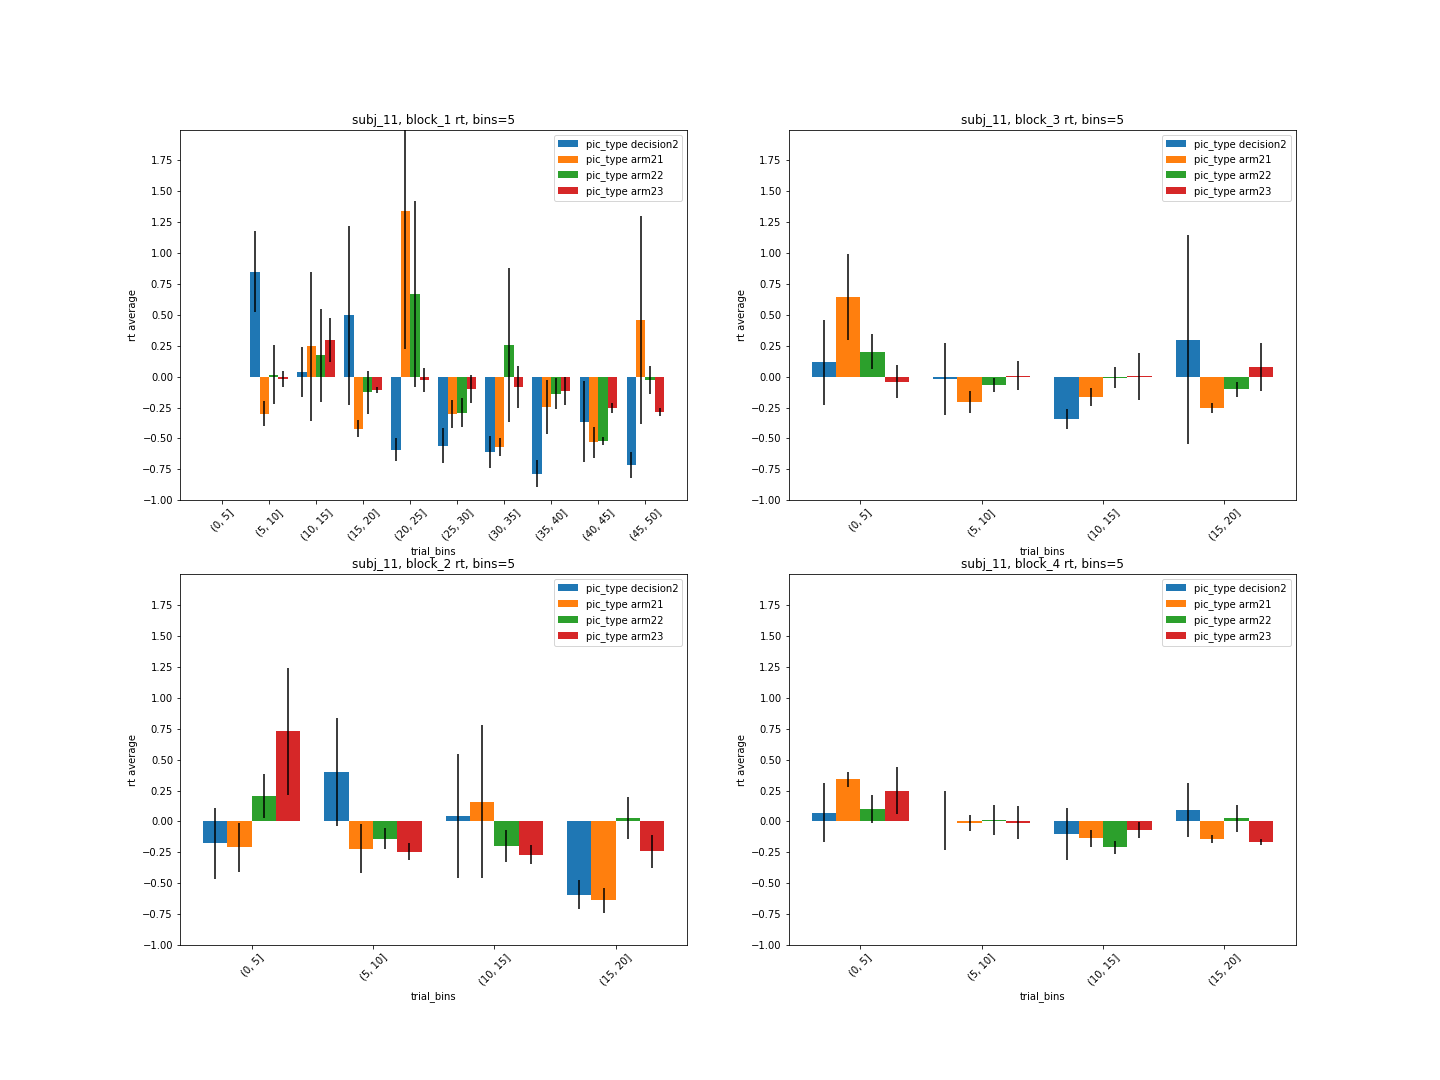 subj_11, block_1 rt, bins=5
pic_type decision2
pic_type arm21
pic_type arm22
pic_type arm23
1.75
1.50
1.25
1.00
0.75
0.50
0.25
0.00
−0.25
−0.50
−0.75
−1.00
rt average
(0, 5]
(5, 10]
(10, 15]
(15, 20]
(20, 25]
(25, 30]
(30, 35]
(35, 40]
(40, 45]
(45, 50]
trial_bins
subj_11, block_3 rt, bins=5
pic_type decision2
pic_type arm21
pic_type arm22
pic_type arm23
1.75
1.50
1.25
1.00
0.75
0.50
0.25
0.00
−0.25
−0.50
−0.75
−1.00
rt average
(0, 5]
(5, 10]
(10, 15]
(15, 20]
trial_bins
subj_11, block_2 rt, bins=5
pic_type decision2
pic_type arm21
pic_type arm22
pic_type arm23
1.75
1.50
1.25
1.00
0.75
0.50
0.25
0.00
−0.25
−0.50
−0.75
−1.00
rt average
(0, 5]
(5, 10]
(10, 15]
(15, 20]
trial_bins
subj_11, block_4 rt, bins=5
pic_type decision2
pic_type arm21
pic_type arm22
pic_type arm23
1.75
1.50
1.25
1.00
0.75
0.50
0.25
0.00
−0.25
−0.50
−0.75
−1.00
rt average
(0, 5]
(5, 10]
(10, 15]
(15, 20]
trial_bins